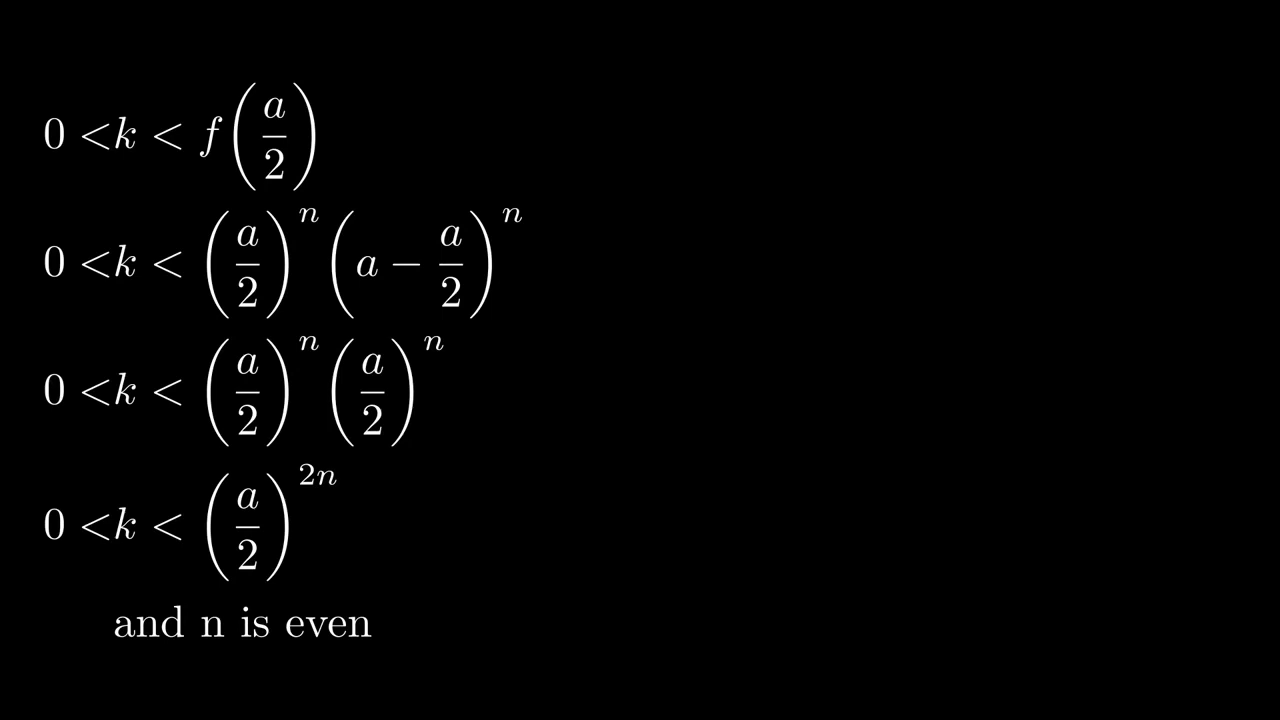 0 < k < f(a/2)
0 < k < (a/2)^n (a − a/2)^n
0 < k < (a/2)^n (a/2)^n
0 < k < (a/2)^{2n}
and n is even